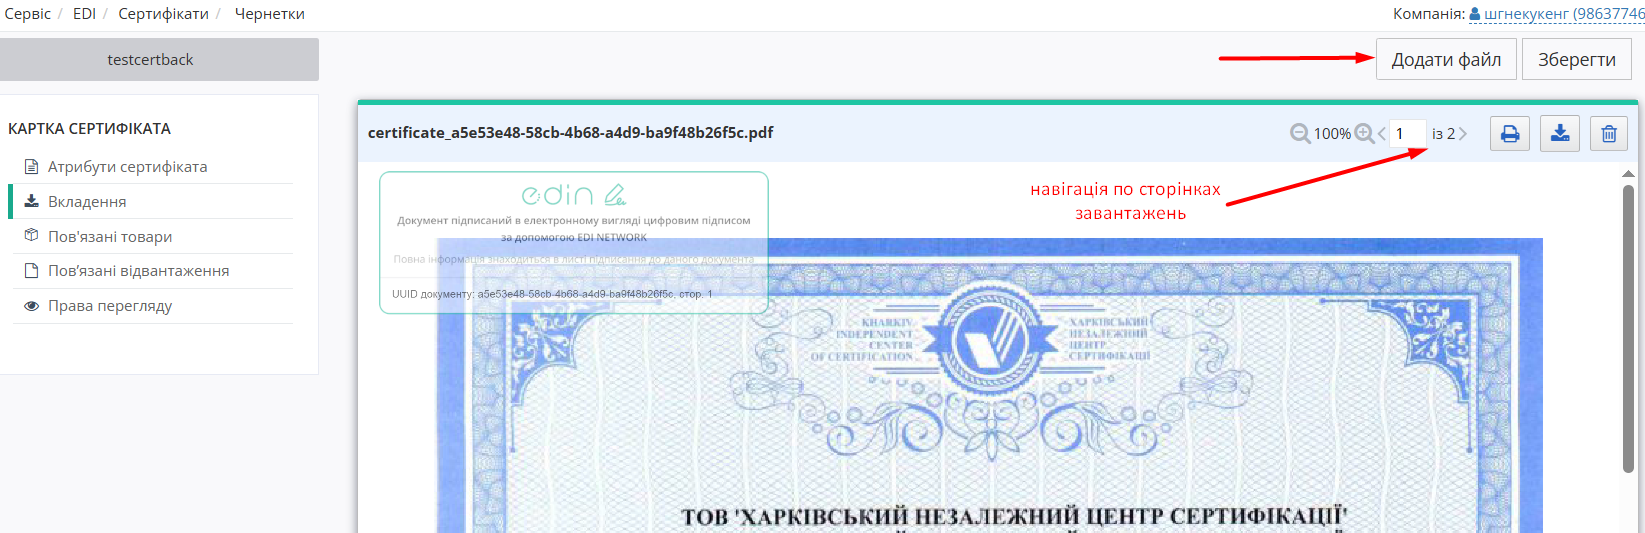 Сервіс / EDI / Сертифікати / Чернетки
Компанія: шгнекукенг (98637746
testcertback
Додати файл
Зберегти
КАРТКА СЕРТИФІКАТА
Атрибути сертифіката
Вкладення
Пов'язані товари
Пов'язані відвантаження
Права перегляду
certificate_a5e53e48-58cb-4b68-a4d9-ba9f48b26f5c.pdf
100%
1 із 2
навігація по сторінках
завантажень
edin
Документ підписаний в електронному вигляді цифровим підписом
за допомогою EDI NETWORK
Повна інформація знаходиться в листі підписання до даного документа
UUID документу: a5e53e48-58cb-4b68-a4d9-ba9f48b26f5c, стор. 1
KHARKIV
INDEPENDENT
CENTER
OF CERTIFICATION
ХАРКІВСЬКИЙ
НЕЗАЛЕЖНИЙ
ЦЕНТР
СЕРТИФІКАЦІЇ
ТОВ 'ХАРКІВСЬКИЙ НЕЗАЛЕЖНИЙ ЦЕНТР СЕРТИФІКАЦІЇ'